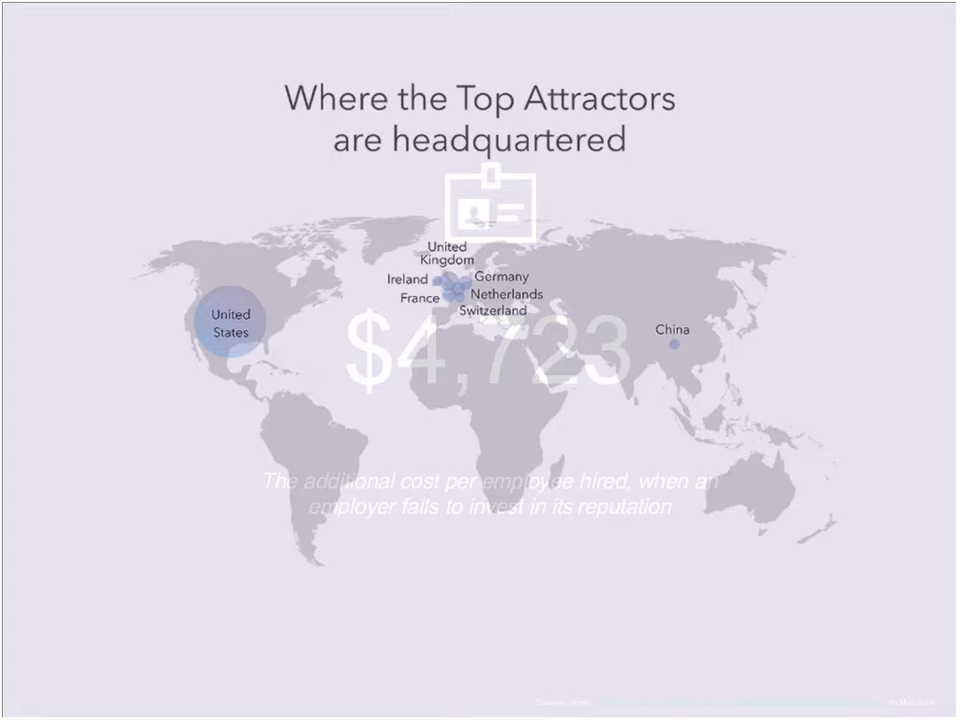 Where the Top Attractors
are headquartered
United
Kingdom
Ireland
Germany
France
Netherlands
Switzerland
United
States
China
$4,723
The additional cost per employee hired, when an
employer fails to invest in its reputation